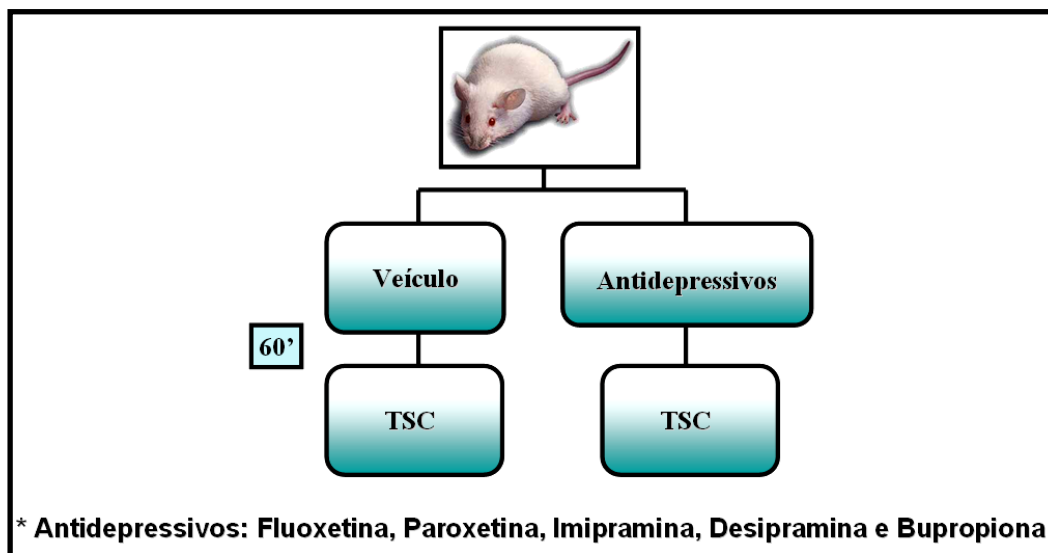 Veículo
Antidepressivos
60’
TSC
TSC
* Antidepressivos: Fluoxetina, Paroxetina, Imipramina, Desipramina e Bupropiona